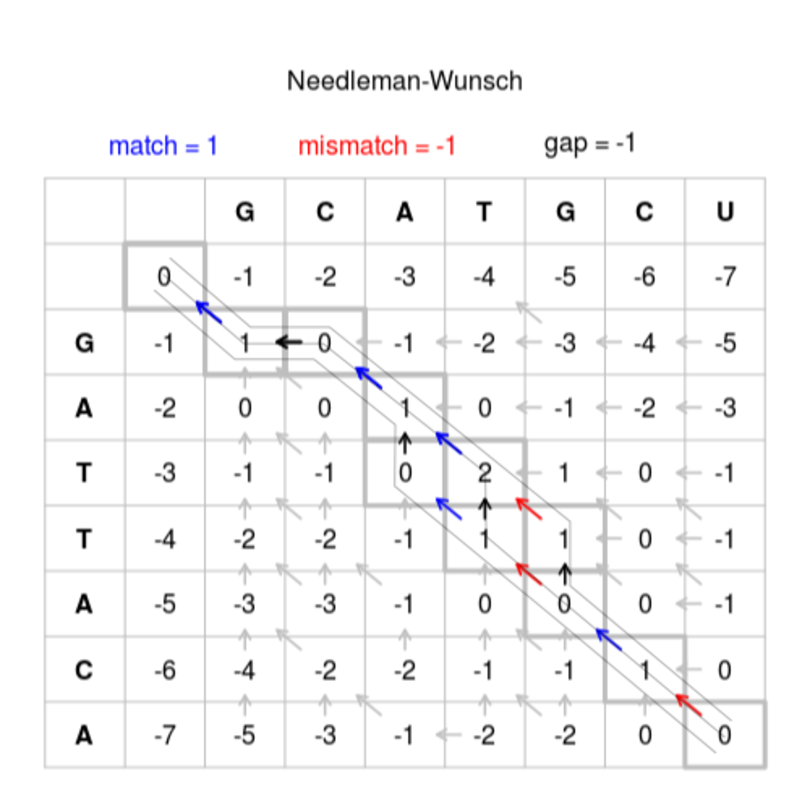 Needleman-Wunsch
match = 1 mismatch = -1 gap = -1
G C A T G C U
0 -1 -2 -3 -4 -5 -6 -7
G -1 1 0 -1 -2 -3 -4 -5
A -2 0 0 1 0 -1 -2 -3
T -3 -1 -1 0 2 1 0 -1
T -4 -2 -2 -1 1 1 0 -1
A -5 -3 -3 -1 0 0 0 -1
C -6 -4 -2 -2 -1 -1 1 0
A -7 -5 -3 -1 -2 -2 0 0